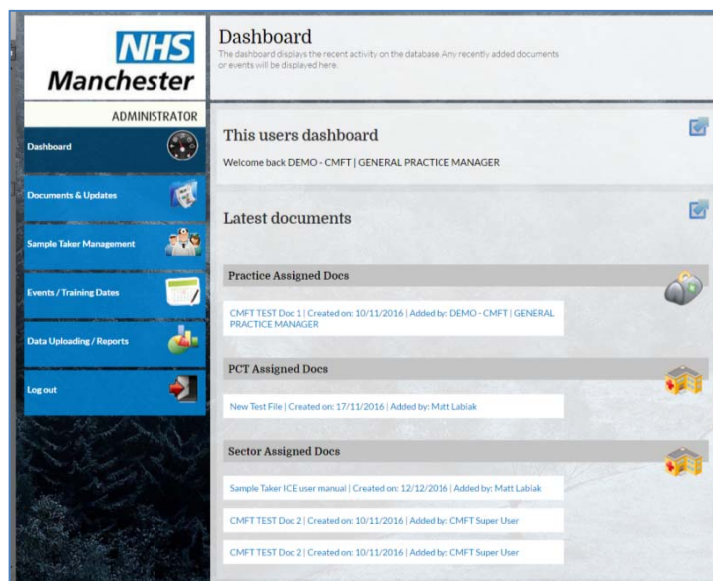 NHS
Manchester
ADMINISTRATOR
Dashboard
Documents & Updates
Sample Taker Management
Events / Training Dates
Data Uploading / Reports
Log out
Dashboard
The dashboard displays the recent activity on the database.Any recently added documents
or events will be displayed here.
This users dashboard
Welcome back DEMO - CMFT | GENERAL PRACTICE MANAGER
Latest documents
Practice Assigned Docs
CMFT TEST Doc 1 | Created on: 10/11/2016 | Added by: DEMO - CMFT | GENERAL
PRACTICE MANAGER
PCT Assigned Docs
New Test File | Created on: 17/11/2016 | Added by: Matt Labiak
Sector Assigned Docs
Sample Taker ICE user manual | Created on: 12/12/2016 | Added by: Matt Labiak
CMFT TEST Doc 2 | Created on: 10/11/2016 | Added by: CMFT Super User
CMFT TEST Doc 2 | Created on: 10/11/2016 | Added by: CMFT Super User